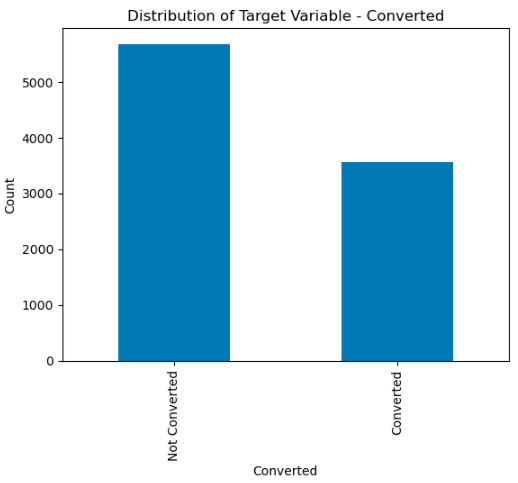 Distribution of Target Variable - Converted
5000
4000
3000
2000
1000
0
Count
Not Converted
Converted
Converted